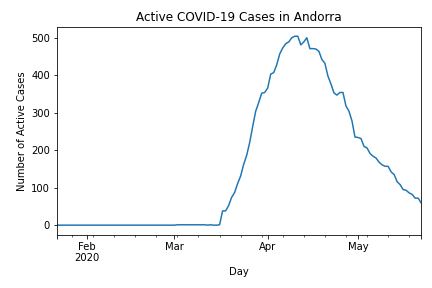 Active COVID-19 Cases in Andorra
Number of Active Cases
500
400
300
200
100
0
Feb
2020
Mar
Apr
May
Day